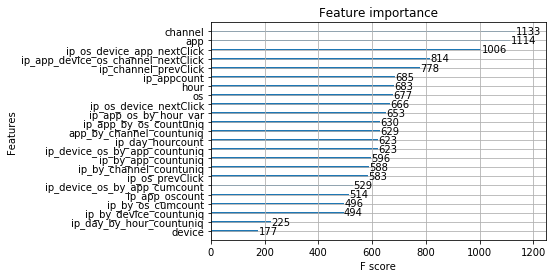 Feature importance
channel 1133
app 1114
ip_os_device_app_nextClick 1006
ip_app_device_os_channel_nextClick 814
ip_channel_prevClick 778
ip_appcount 685
hour 683
os 677
ip_os_device_nextClick 666
ip_app_os_by_hour_var 653
ip_app_by_os_countuniq 630
app_by_channel_countuniq 629
ip_day_hourcount 623
ip_device_os_by_app_countuniq 623
ip_by_app_countuniq 596
ip_by_channel_countuniq 588
ip_os_prevClick 583
ip_device_os_by_app_cumcount 529
ip_app_oscount 514
ip_by_os_cumcount 496
ip_by_device_countuniq 494
ip_day_by_hour_countuniq 225
device 177
Features
0 200 400 600 800 1000 1200
F score